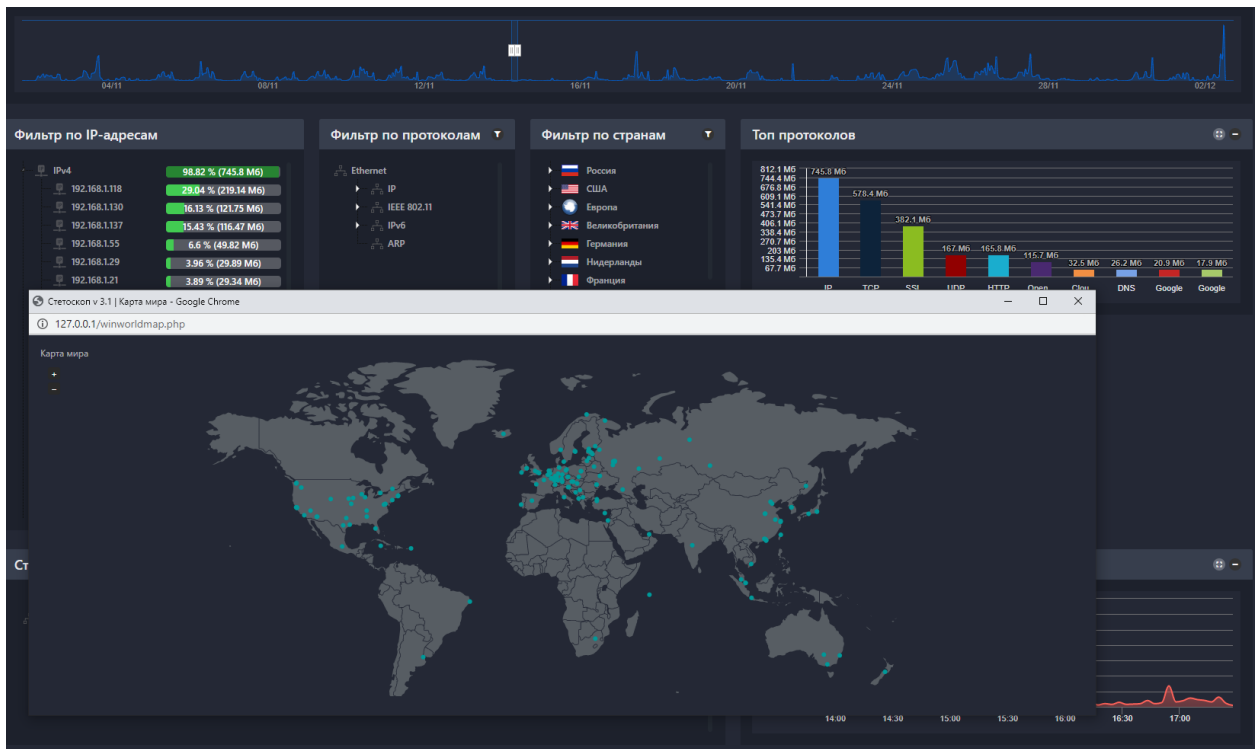 04/11 08/11 12/11 16/11 20/11 24/11 28/11 02/12
Фильтр по IP-адресам
IPv4 98.82 % (745.8 Мб)
192.168.1.118 29.04 % (219.14 Мб)
192.168.1.130 16.13 % (121.75 Мб)
192.168.1.137 15.43 % (116.47 Мб)
192.168.1.55 6.6 % (49.82 Мб)
192.168.1.29 3.96 % (29.89 Мб)
192.168.1.21 3.89 % (29.34 Мб)
Фильтр по протоколам
Ethernet
IP
IEEE 802.11
IPv6
ARP
Фильтр по странам
Россия
США
Европа
Великобритания
Германия
Нидерланды
Франция
Топ протоколов
812.1 Мб
744.4 Мб
676.8 Мб
609.1 Мб
541.4 Мб
473.7 Мб
406.1 Мб
338.4 Мб
270.7 Мб
203 Мб
135.4 Мб
67.7 Мб
745.8 Мб 578.4 Мб 382.1 Мб 167 Мб 165.8 Мб 115.7 Мб 32.5 Мб 26.2 Мб 20.9 Мб 17.9 Мб
IP TCP SSL UDP HTTP Open Clou DNS Google Google
Стетоскоп v 3.1 | Карта мира - Google Chrome
127.0.0.1/winworldmap.php
Карта мира
+
−
Ст
14:00 14:30 15:00 15:30 16:00 16:30 17:00